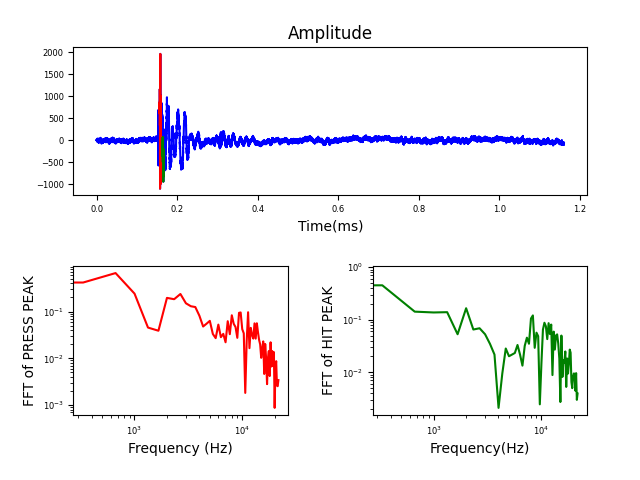 Amplitude
2000
1500
1000
500
0
−500
−1000
0.0 0.2 0.4 0.6 0.8 1.0 1.2
Time(ms)
FFT of PRESS PEAK
10⁻¹
10⁻²
10⁻³
10³ 10⁴
Frequency (Hz)
FFT of HIT PEAK
10⁰
10⁻¹
10⁻²
10³ 10⁴
Frequency(Hz)